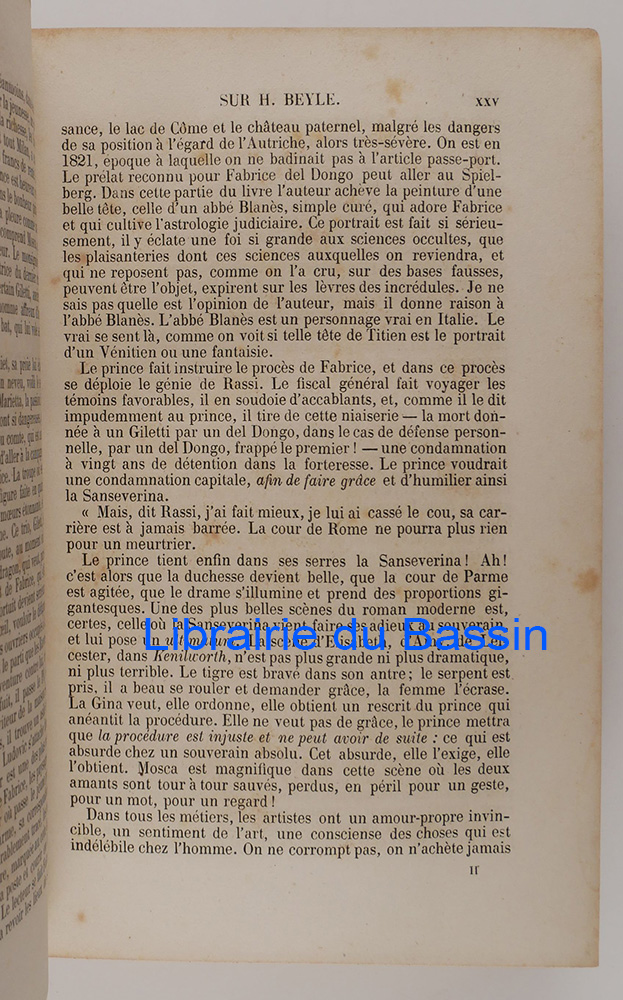 SUR H. BEYLE. XXV
sance, le lac de Côme et le château paternel, malgré les dangers
de sa position à l'égard de l'Autriche, alors très-sévère. On est en
1821, époque à laquelle on ne badinait pas à l'article passe-port.
Le prélat reconnu pour Fabrice del Dongo peut aller au Spiel-
berg. Dans cette partie du livre l'auteur achève la peinture d'une
belle tête, celle d'un abbé Blanès, simple curé, qui adore Fabrice
et qui cultive l'astrologie judiciaire. Ce portrait est fait si sérieu-
sement, il y éclate une foi si grande aux sciences occultes, que
les plaisanteries dont ces sciences auxquelles on reviendra, et
qui ne reposent pas, comme on l'a cru, sur des bases fausses,
peuvent être l'objet, expirent sur les lèvres des incrédules. Je ne
sais pas quelle est l'opinion de l'auteur, mais il donne raison à
l'abbé Blanès. L'abbé Blanès est un personnage vrai en Italie. Le
vrai se sent là, comme on voit si telle tête de Titien est le portrait
d'un Vénitien ou une fantaisie.
Le prince fait instruire le procès de Fabrice, et dans ce procès
se déploie le génie de Rassi. Le fiscal général fait voyager les
témoins favorables, il en soudoie d'accablants, et, comme il le dit
impudemment au prince, il tire de cette niaiserie — la mort don-
née à un Giletti par un del Dongo, dans le cas de défense person-
nelle, par un del Dongo, frappé le premier ! — une condamnation
à vingt ans de détention dans la forteresse. Le prince voudrait
une condamnation capitale, afin de faire grâce et d'humilier ainsi
la Sanseverina.
« Mais, dit Rassi, j'ai fait mieux, je lui ai cassé le cou, sa car-
rière est à jamais barrée. La cour de Rome ne pourra plus rien
pour un meurtrier.
Le prince tient enfin dans ses serres la Sanseverina ! Ah !
c'est alors que la duchesse devient belle, que la cour de Parme
est agitée, que le drame s'illumine et prend des proportions gi-
gantesques. Une des plus belles scènes du roman moderne est,
certes, celle où la Sanseverina vient faire ses adieux au souverain,
et lui pose un
Librairie du Bassin
cester, dans Kenilworth, n'est pas plus grande ni plus dramatique,
ni plus terrible. Le tigre est bravé dans son antre ; le serpent est
pris, il a beau se rouler et demander grâce, la femme l'écrase.
La Gina veut, elle ordonne, elle obtient un rescrit du prince qui
anéantit la procédure. Elle ne veut pas de grâce, le prince mettra
que la procédure est injuste et ne peut avoir de suite : ce qui est
absurde chez un souverain absolu. Cet absurde, elle l'exige, elle
l'obtient. Mosca est magnifique dans cette scène où les deux
amants sont tour à tour sauvés, perdus, en péril pour un geste,
pour un mot, pour un regard !
Dans tous les métiers, les artistes ont un amour-propre invin-
cible, un sentiment de l'art, une consciense des choses qui est
indélébile chez l'homme. On ne corrompt pas, on n'achète jamais
II